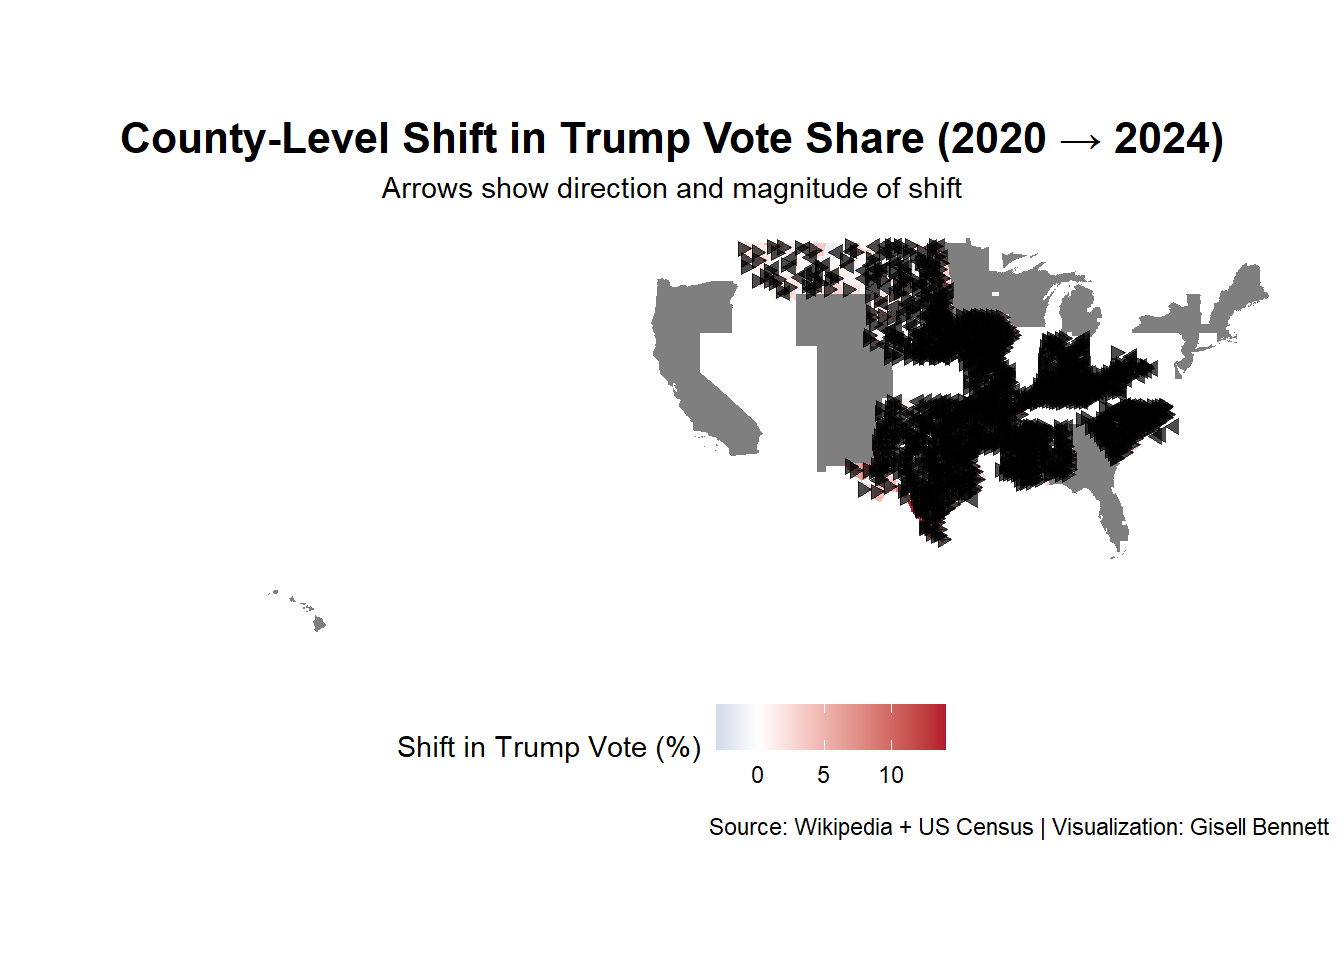 County-Level Shift in Trump Vote Share (2020 → 2024)
Arrows show direction and magnitude of shift
Shift in Trump Vote (%)
0 5 10
Source: Wikipedia + US Census | Visualization: Gisell Bennett